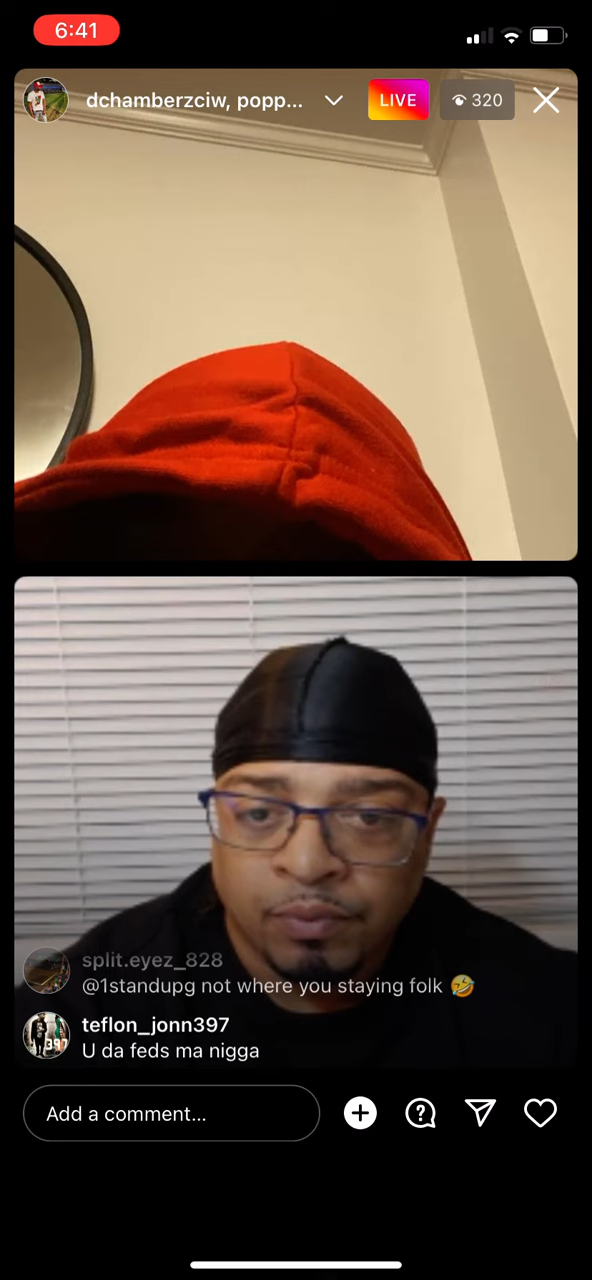 6:41
dchamberzciw, popp...
LIVE
320
split.eyez_828
@1standupg not where you staying folk 🤣
397
teflon_jonn397
U da feds ma nigga
Add a comment...